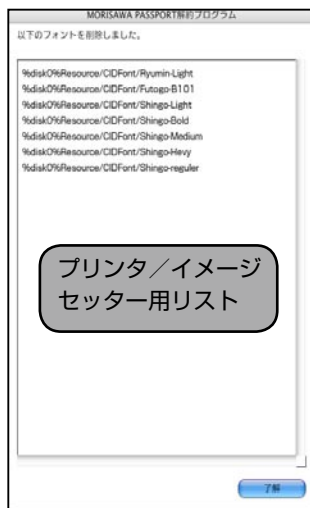 MORISAWA PASSPORT解約プログラム
以下のフォントを削除しました。
%disk0%Resource/CIDFont/Ryumin-Light
%disk0%Resource/CIDFont/Futogo-B101
%disk0%Resource/CIDFont/Shingo-Light
%disk0%Resource/CIDFont/Shingo-Bold
%disk0%Resource/CIDFont/Shingo-Medium
%disk0%Resource/CIDFont/Shingo-Hevy
%disk0%Resource/CIDFont/Shingo-reguler
プリンタ／イメージ
セッター用リスト
了解